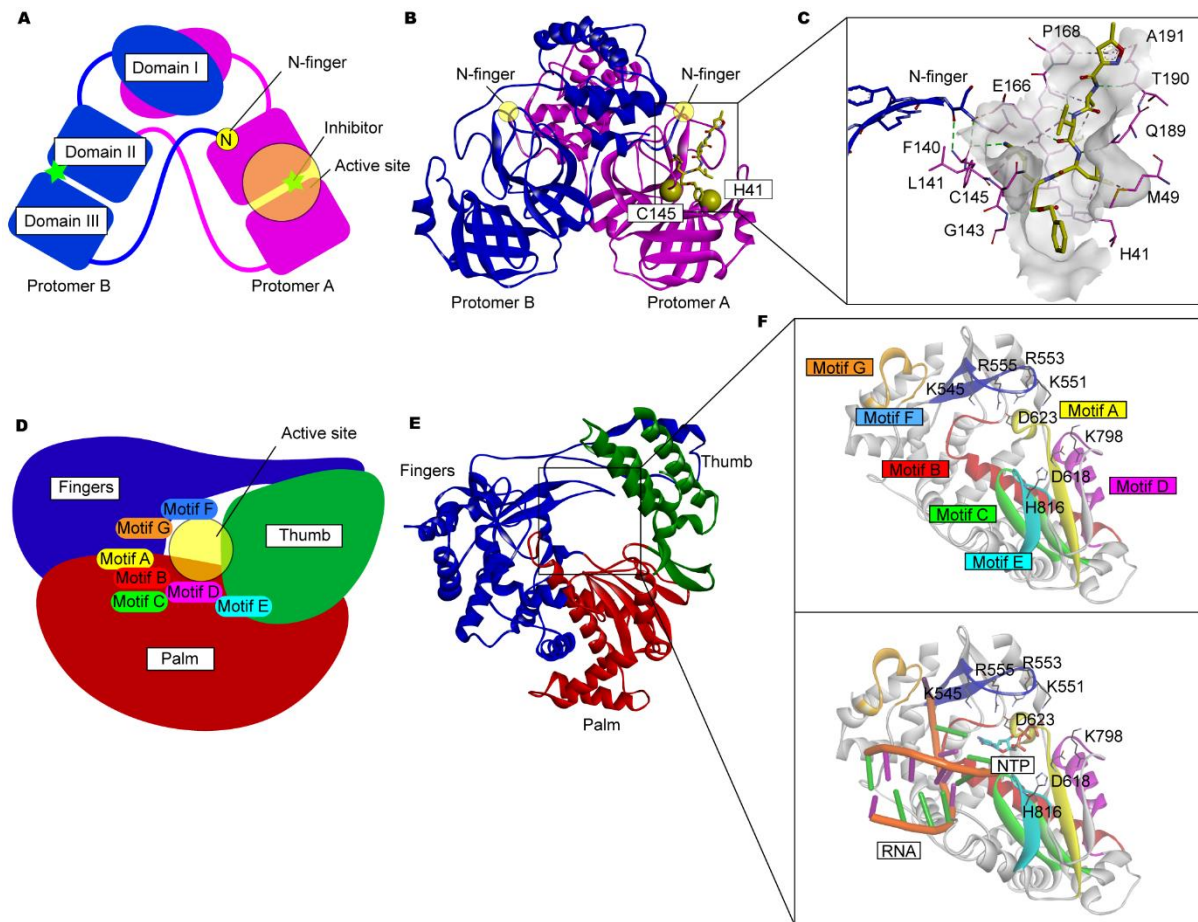 A
Domain I
N-finger
N
Inhibitor
Active site
Domain II
Domain III
Protomer B
Protomer A
B
N-finger
N-finger
H41
C145
Protomer B
Protomer A
C
P168
A191
N-finger
E166
T190
Q189
F140
L141
C145
M49
G143
H41
D
Active site
Fingers
Motif F
Motif G
Thumb
Motif A
Motif B
Motif D
Motif C
Motif E
Palm
E
Fingers
Thumb
Palm
F
R553
Motif G
R555
K551
K545
Motif F
D623
Motif A
K798
Motif B
D618
Motif D
Motif C
H816
Motif E
R553
R555
K551
K545
D623
K798
NTP
D618
H816
RNA